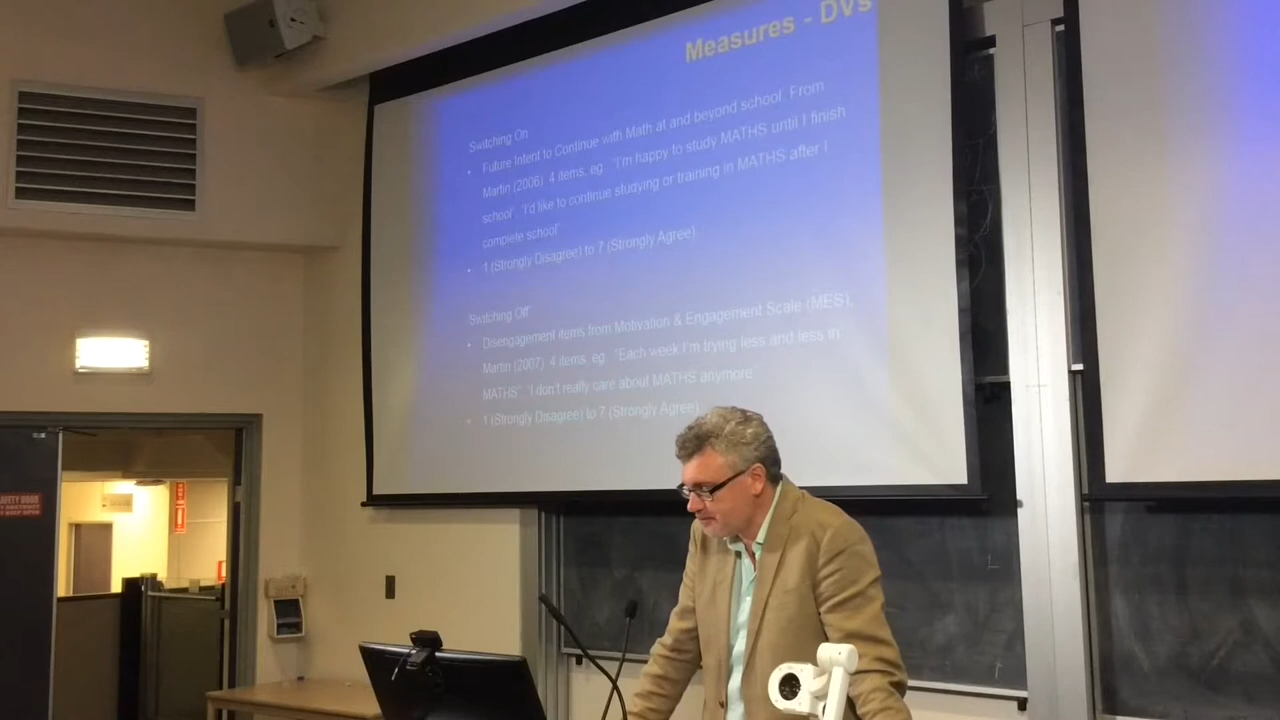 Measures - DVs
Switching On
• Future Intent to Continue with Math at and beyond school. From
Martin (2006) 4 items, eg. "I'm happy to study MATHS until I finish
school". "I'd like to continue studying or training in MATHS after I
complete school"
• 1 (Strongly Disagree) to 7 (Strongly Agree)
Switching Off
• Disengagement items from Motivation & Engagement Scale (MES),
Martin (2007) 4 items, eg. "Each week I'm trying less and less in
MATHS" "I don't really care about MATHS anymore"
• 1 (Strongly Disagree) to 7 (Strongly Agree)
SAFETY DOOR
KEEP OPEN